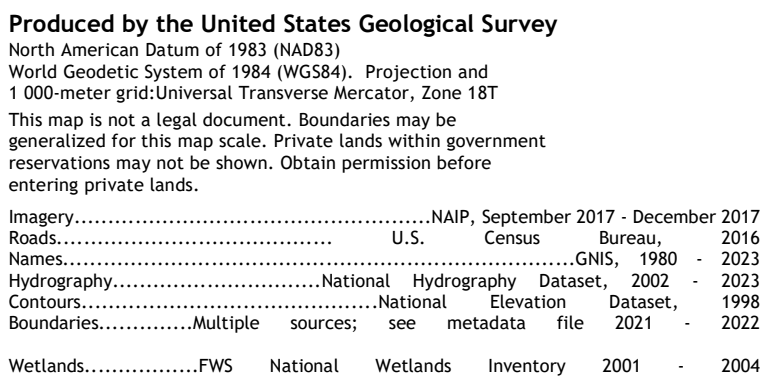 Produced by the United States Geological Survey
North American Datum of 1983 (NAD83)
World Geodetic System of 1984 (WGS84). Projection and
1 000-meter grid:Universal Transverse Mercator, Zone 18T
This map is not a legal document. Boundaries may be
generalized for this map scale. Private lands within government
reservations may not be shown. Obtain permission before
entering private lands.
Imagery............................................NAIP, September 2017 - December 2017
Roads.................................. U.S. Census Bureau, 2016
Names................................................................GNIS, 1980 - 2023
Hydrography..........................National Hydrography Dataset, 2002 - 2023
Contours.....................................National Elevation Dataset, 1998
Boundaries.............Multiple sources; see metadata file 2021 - 2022
Wetlands.................FWS National Wetlands Inventory 2001 - 2004